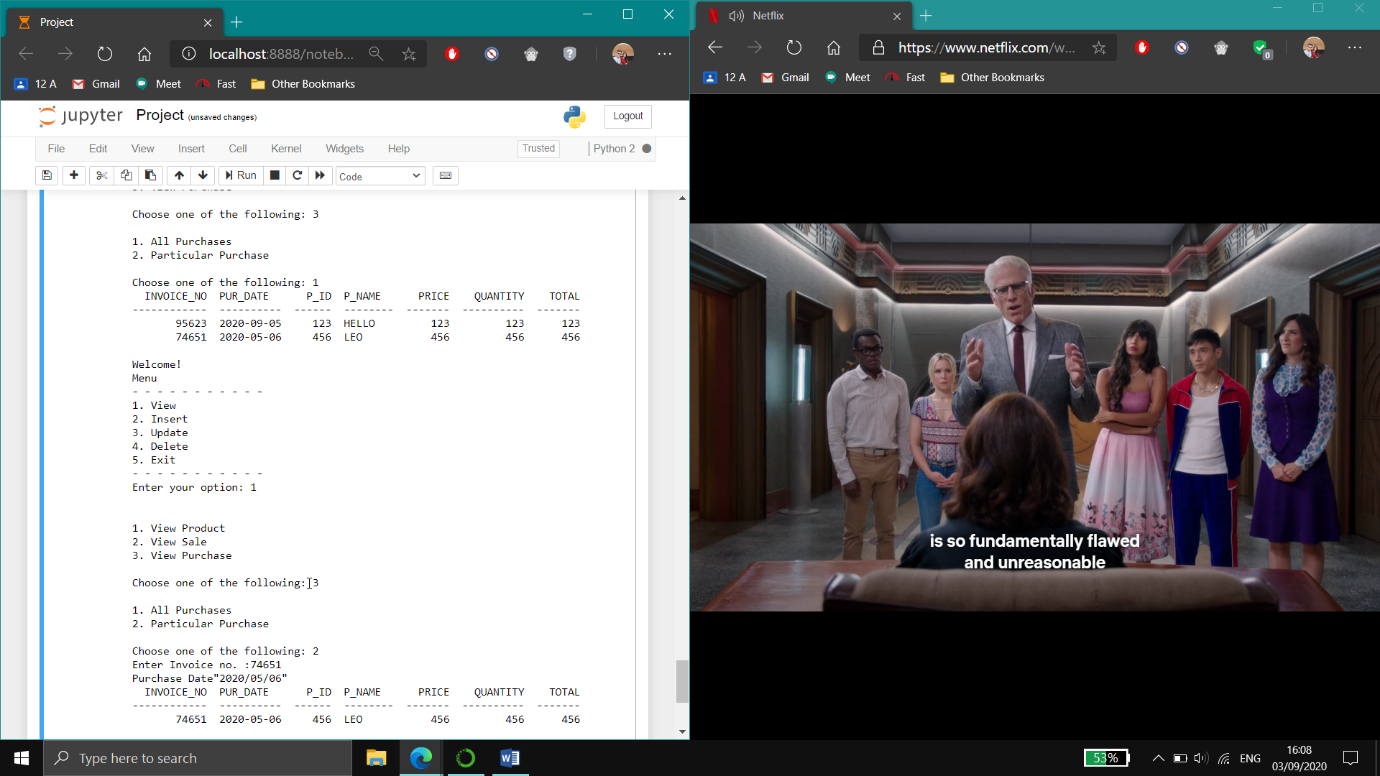 Project
localhost:8888/noteb...
12 A Gmail Meet Fast Other Bookmarks
jupyter Project (unsaved changes)
Logout
File Edit View Insert Cell Kernel Widgets Help
Trusted
Python 2
Run
Code
Choose one of the following: 3
1. All Purchases
2. Particular Purchase
Choose one of the following: 1
INVOICE_NO PUR_DATE P_ID P_NAME PRICE QUANTITY TOTAL
------------ ---------- ------ -------- ------- ---------- -------
95623 2020-09-05 123 HELLO 123 123 123
74651 2020-05-06 456 LEO 456 456 456
Welcome!
Menu
- - - - - - - - - - -
1. View
2. Insert
3. Update
4. Delete
5. Exit
- - - - - - - - - - -
Enter your option: 1
1. View Product
2. View Sale
3. View Purchase
Choose one of the following: 3
1. All Purchases
2. Particular Purchase
Choose one of the following: 2
Enter Invoice no. :74651
Purchase Date"2020/05/06"
INVOICE_NO PUR_DATE P_ID P_NAME PRICE QUANTITY TOTAL
------------ ---------- ------ -------- ------- ---------- -------
74651 2020-05-06 456 LEO 456 456 456
Netflix
https://www.netflix.com/w...
0
12 A Gmail Meet Fast Other Bookmarks
is so fundamentally flawed
and unreasonable
Type here to search
53%
ENG
16:08
03/09/2020